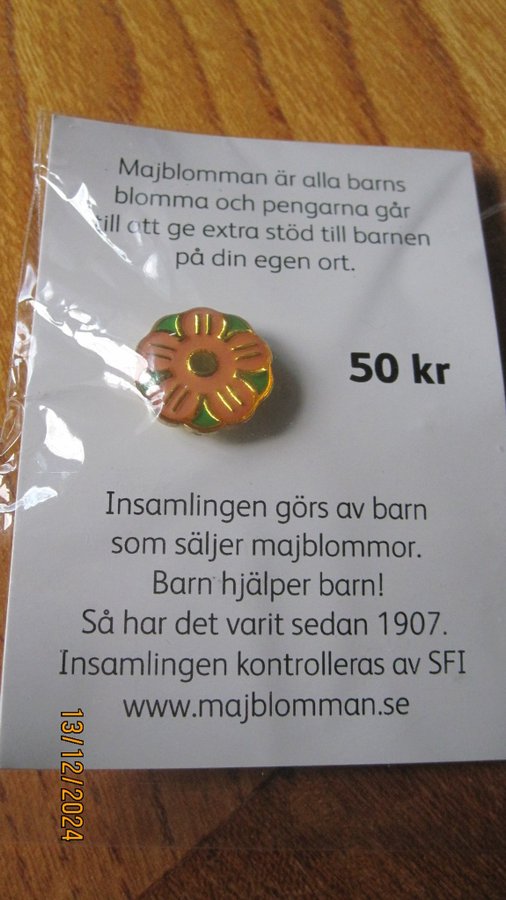 Majblomman är alla barns
blomma och pengarna går
till att ge extra stöd till barnen
på din egen ort.
50 kr
Insamlingen görs av barn
som säljer majblommor.
Barn hjälper barn!
Så har det varit sedan 1907.
Insamlingen kontrolleras av SFI
www.majblomman.se
13/12/2024